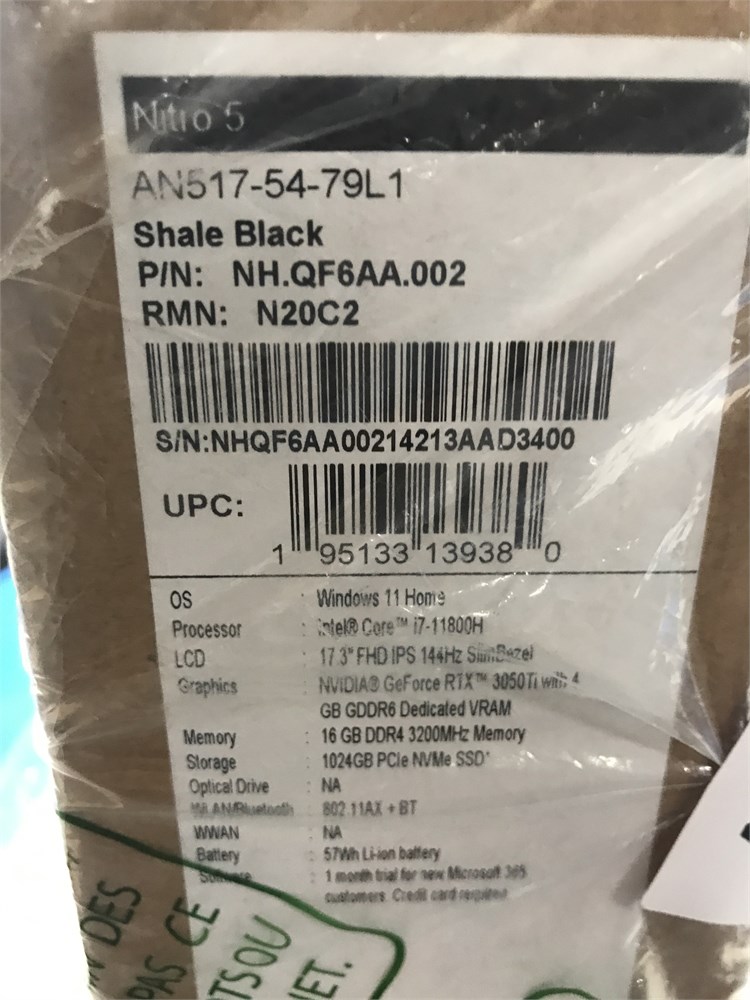 Nitro 5
AN517-54-79L1
Shale Black
P/N: NH.QF6AA.002
RMN: N20C2
S/N:NHQF6AA00214213AAD3400
UPC:
1 95133 13938 0
OS : Windows 11 Home
Processor : Intel® Core™ i7-11800H
LCD : 17.3" FHD IPS 144Hz SlimBezel
Graphics : NVIDIA® GeForce RTX™ 3050Ti with 4
GB GDDR6 Dedicated VRAM
Memory : 16 GB DDR4 3200MHz Memory
Storage : 1024GB PCIe NVMe SSD*
Optical Drive : NA
WLAN/Bluetooth : 802.11AX + BT
WWAN : NA
Battery : 57Wh Li-ion battery
Software : 1 month trial for new Microsoft 365
customers. Credit card required
DES
PAS CE
TS OU